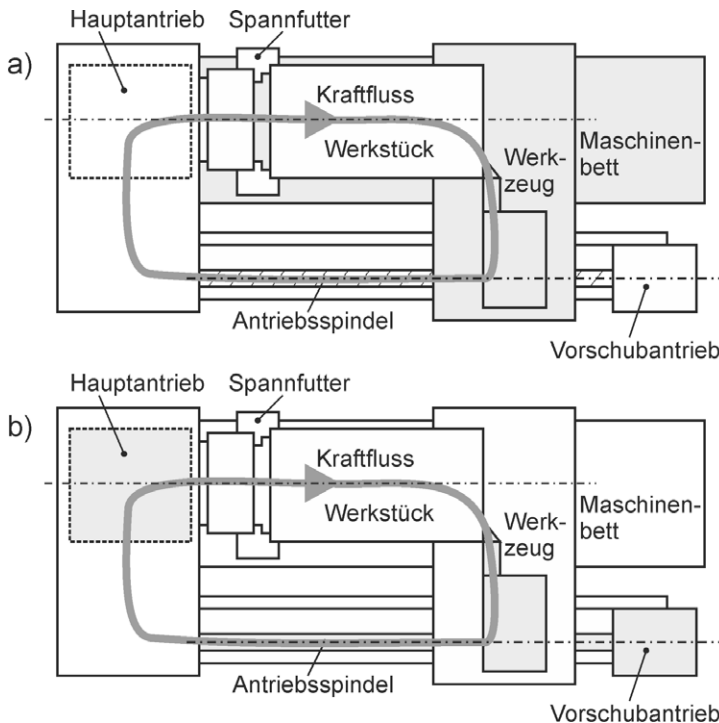 Hauptantrieb Spannfutter
a)
Kraftfluss
Werkstück
Werk-
zeug
Maschinen-
bett
Antriebsspindel
Vorschubantrieb
Hauptantrieb Spannfutter
b)
Kraftfluss
Werkstück
Werk-
zeug
Maschinen-
bett
Antriebsspindel
Vorschubantrieb